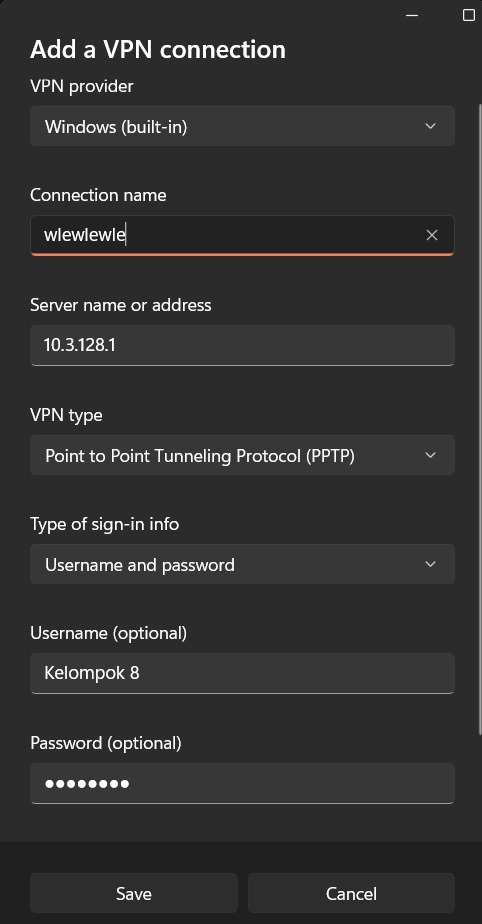 Add a VPN connection
VPN provider
Windows (built-in)
Connection name
wlewlewle
Server name or address
10.3.128.1
VPN type
Point to Point Tunneling Protocol (PPTP)
Type of sign-in info
Username and password
Username (optional)
Kelompok 8
Password (optional)
●●●●●●●●
Save
Cancel